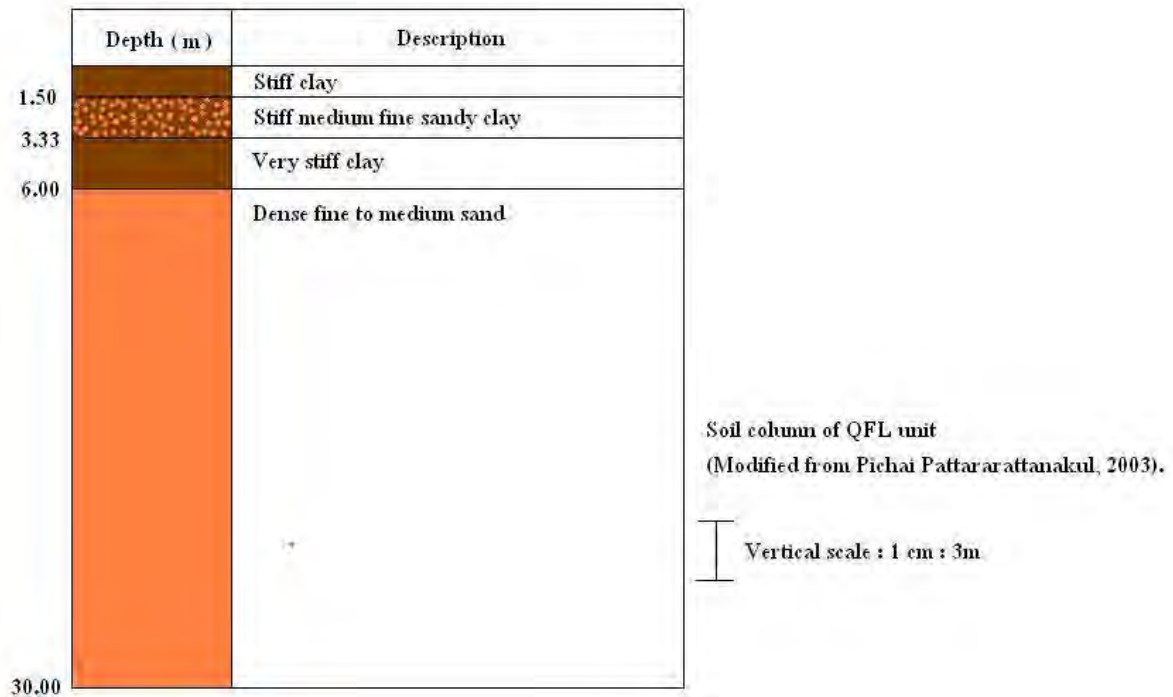 Depth ( m ) Description
Stiff clay
1.50
Stiff medium fine sandy clay
3.33
Very stiff clay
6.00
Dense fine to medium sand
Soil column of QFL unit
(Modified from Pichai Pattararattanakul, 2003).
Vertical scale : 1 cm : 3m
30.00